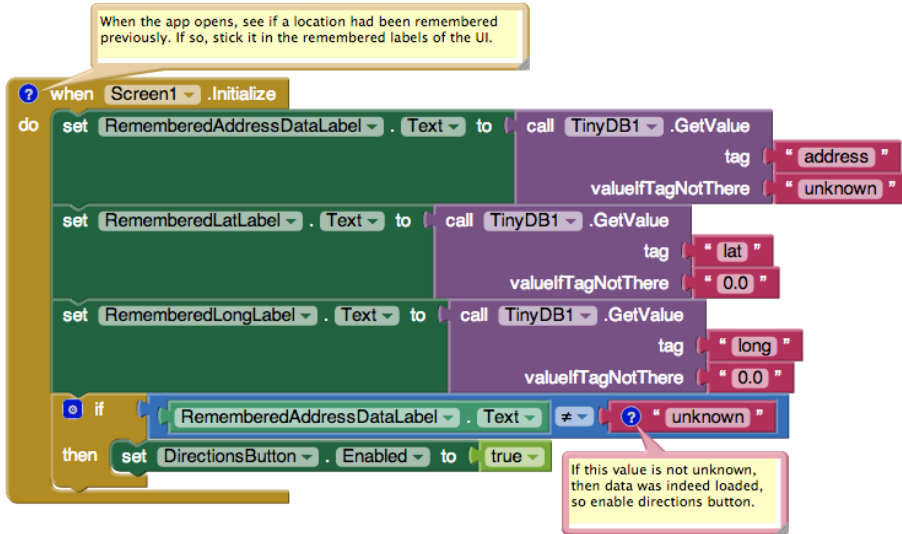 When the app opens, see if a location had been remembered
previously. If so, stick it in the remembered labels of the UI.
? when Screen1 .Initialize
do set RememberedAddressDataLabel . Text to call TinyDB1 .GetValue
tag " address "
valueIfTagNotThere " unknown "
set RememberedLatLabel . Text to call TinyDB1 .GetValue
tag " lat "
valueIfTagNotThere " 0.0 "
set RememberedLongLabel . Text to call TinyDB1 .GetValue
tag " long "
valueIfTagNotThere " 0.0 "
if RememberedAddressDataLabel . Text ≠ ? " unknown "
then set DirectionsButton . Enabled to true
If this value is not unknown,
then data was indeed loaded,
so enable directions button.